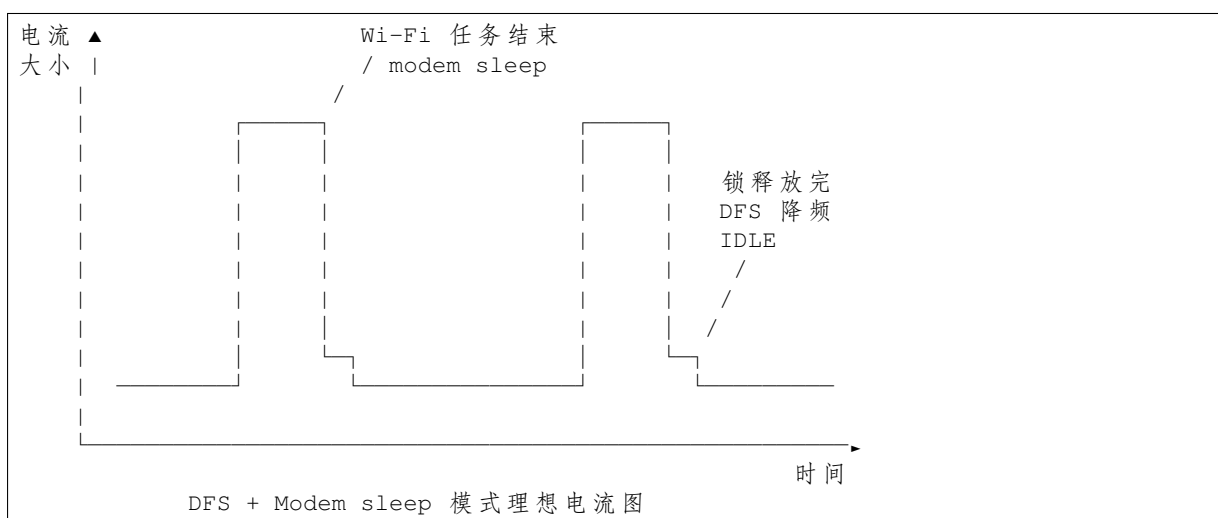 电流 ▲ Wi-Fi 任务结束
大小 | / modem sleep
锁释放完
DFS 降频
IDLE
时间
DFS + Modem sleep 模式理想电流图